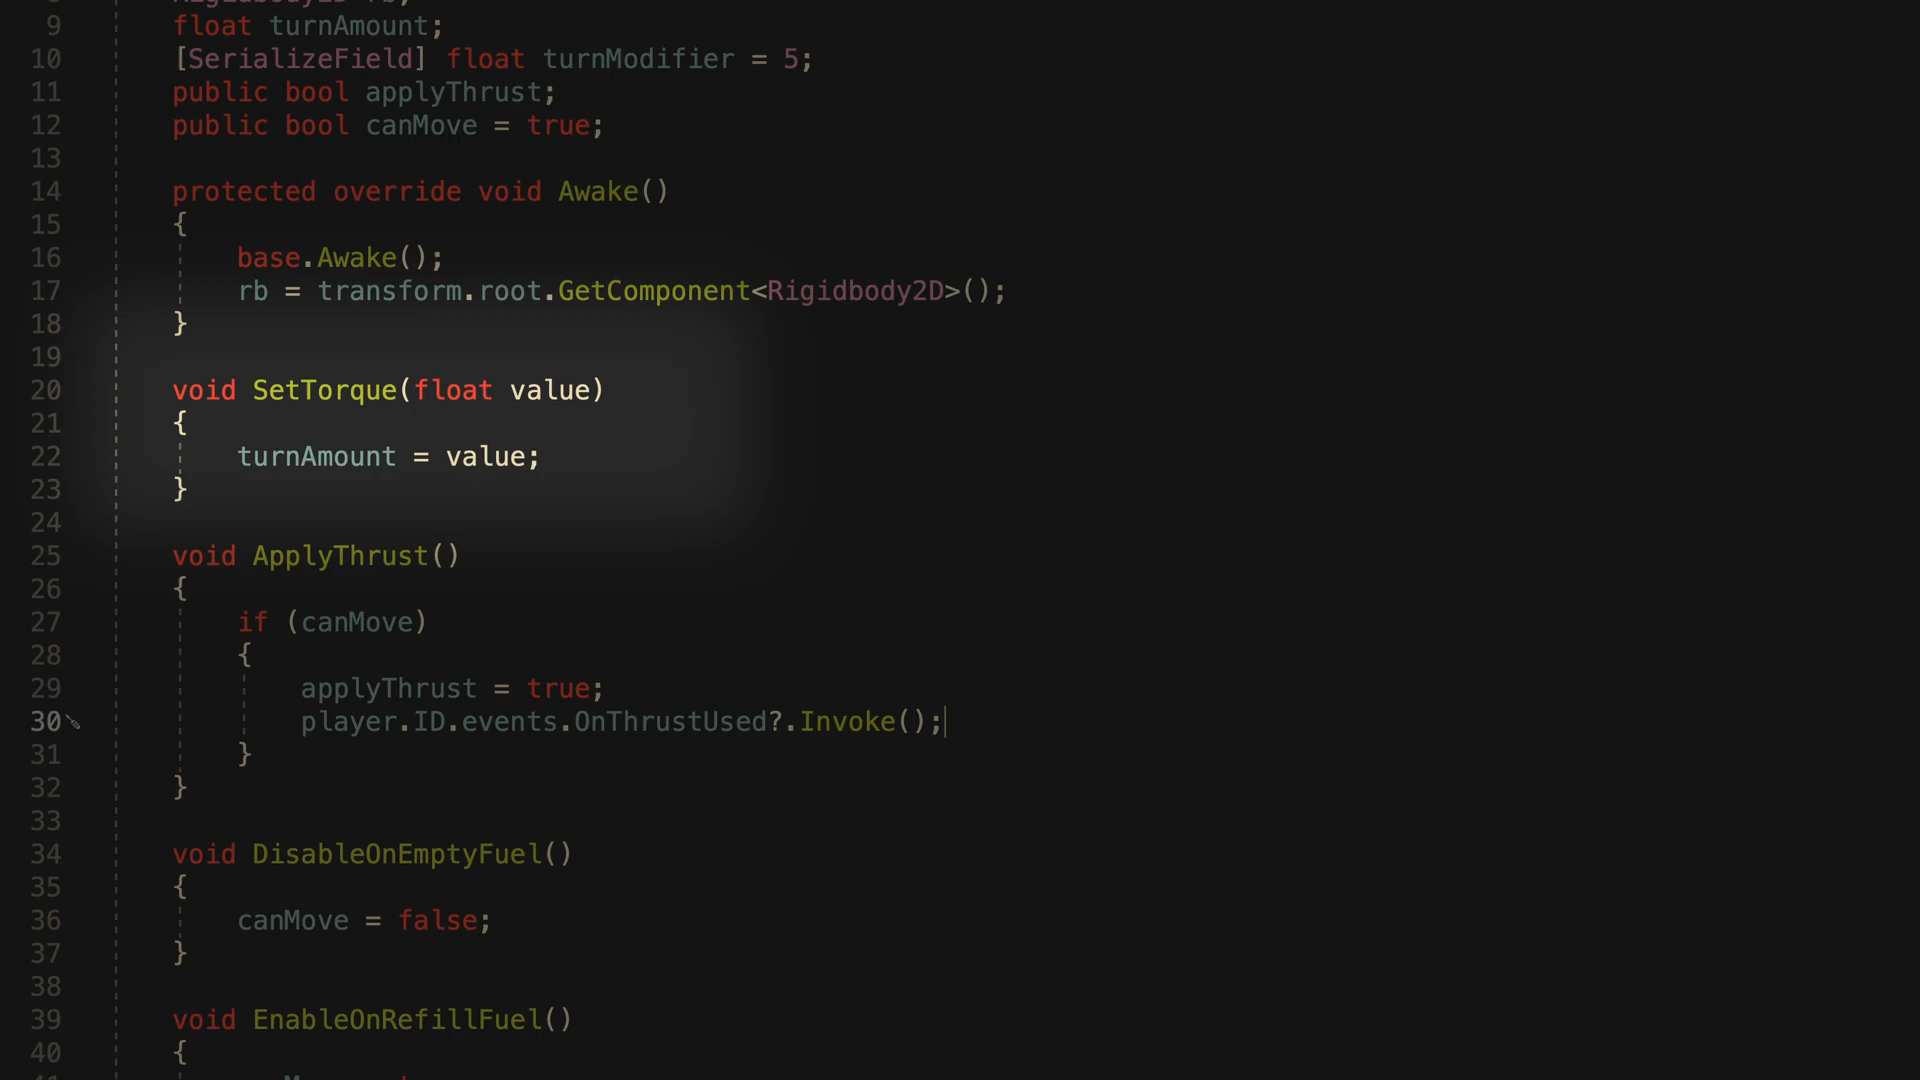 9 float turnAmount;
10 [SerializeField] float turnModifier = 5;
11 public bool applyThrust;
12 public bool canMove = true;
13
14 protected override void Awake()
15 {
16 base.Awake();
17 rb = transform.root.GetComponent<Rigidbody2D>();
18 }
19
20 void SetTorque(float value)
21 {
22 turnAmount = value;
23 }
24
25 void ApplyThrust()
26 {
27 if (canMove)
28 {
29 applyThrust = true;
30 player.ID.events.OnThrustUsed?.Invoke();
31 }
32 }
33
34 void DisableOnEmptyFuel()
35 {
36 canMove = false;
37 }
38
39 void EnableOnRefillFuel()
40 {